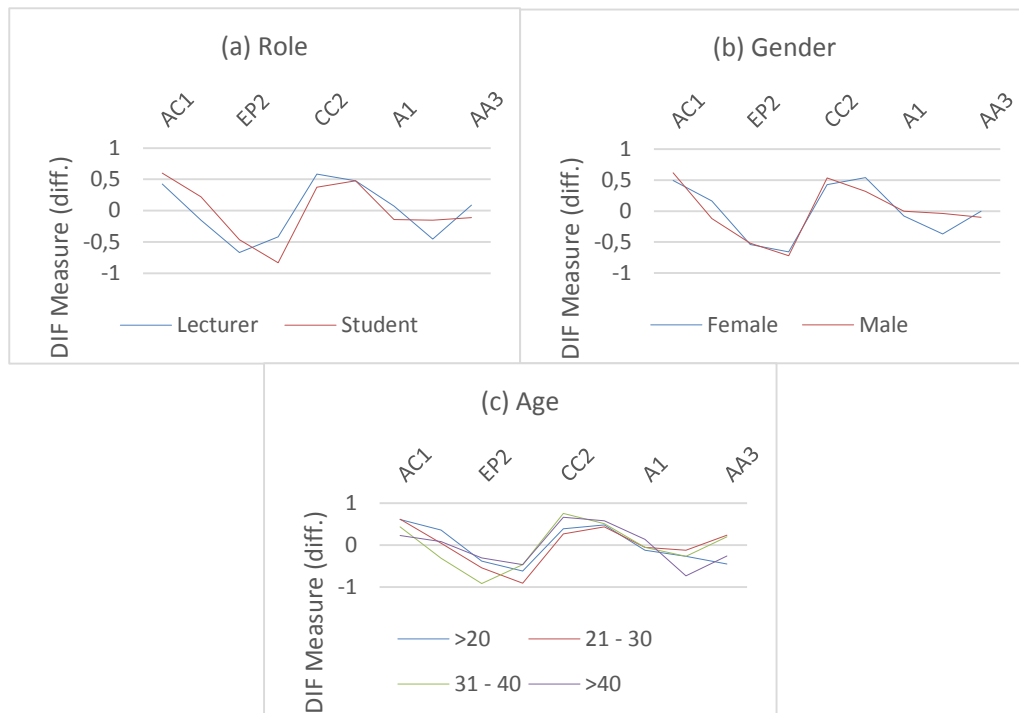 (a) Role
AC1 EP2 CC2 A1 AA3
DIF Measure (diff.)
1
0,5
0
-0,5
-1
Lecturer Student
(b) Gender
AC1 EP2 CC2 A1 AA3
DIF Measure (diff.)
1
0,5
0
-0,5
-1
Female Male
(c) Age
AC1 EP2 CC2 A1 AA3
DIF Measure (diff.)
1
0
-1
>20 21 - 30
31 - 40 >40